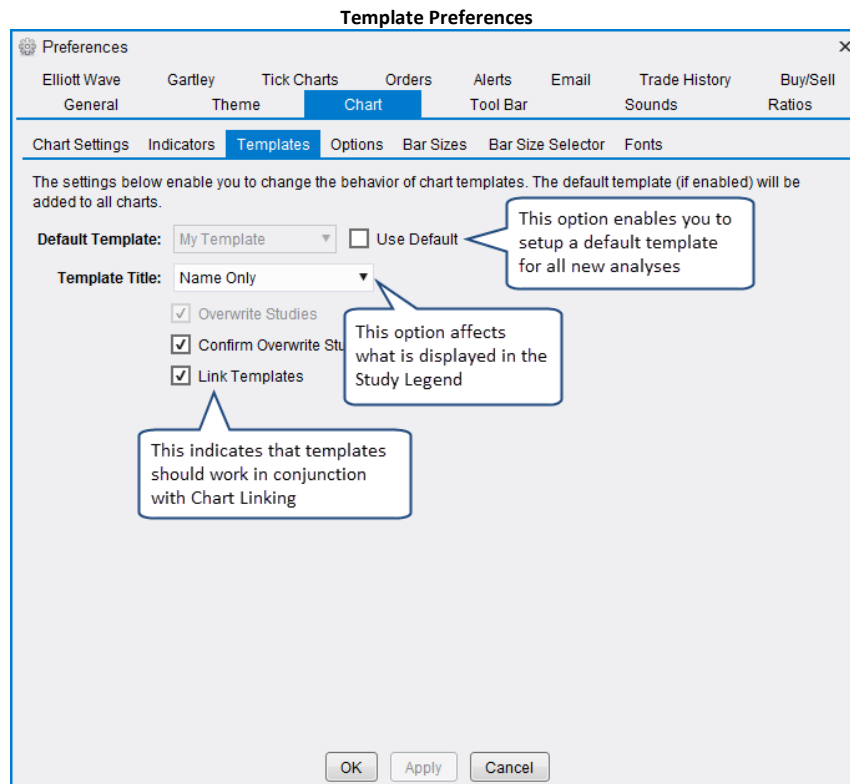 Template Preferences
Preferences
Elliott Wave Gartley Tick Charts Orders Alerts Email Trade History Buy/Sell
General Theme Chart Tool Bar Sounds Ratios
Chart Settings Indicators Templates Options Bar Sizes Bar Size Selector Fonts
The settings below enable you to change the behavior of chart templates. The default template (if enabled) will be
added to all charts.
Default Template: My Template Use Default
This option enables you to
setup a default template
for all new analyses
Template Title: Name Only
Overwrite Studies
Confirm Overwrite Stu
Link Templates
This option affects
what is displayed in the
Study Legend
This indicates that templates
should work in conjunction
with Chart Linking
OK Apply Cancel